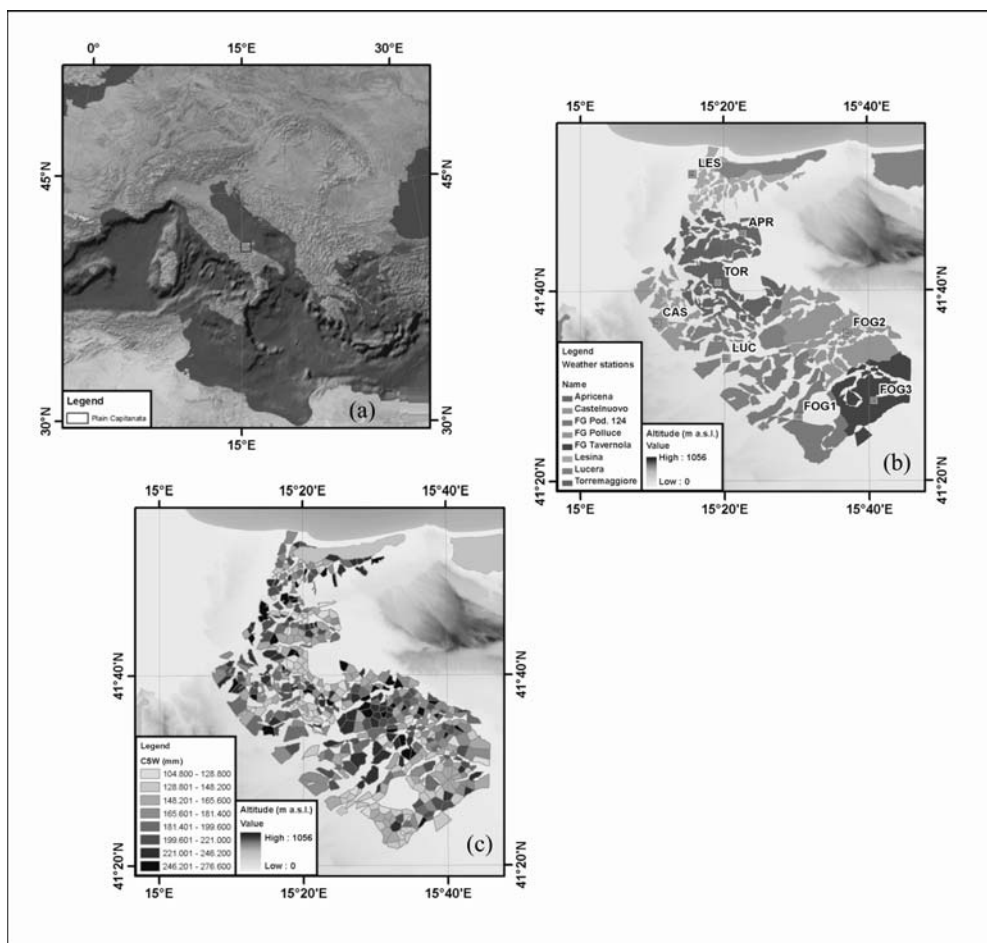 0°
15°E
30°E
45°N
45°N
30°N
30°N
15°E
Legend
Plain Capitanata
(a)
15°E
15°20'E
15°40'E
LES
APR
TOR
CAS
LUC
FOG2
FOG1
FOG3
41°40'N
41°40'N
41°20'N
41°20'N
Legend
Weather stations
Name
Apricena
Castelnuovo
FG Pod. 124
FG Polluce
FG Tavernola
Lesina
Lucera
Torremaggiore
Altitude (m a.s.l.)
Value
High : 1056
Low : 0
(b)
15°E
15°20'E
15°40'E
15°E
15°20'E
15°40'E
41°40'N
41°40'N
41°20'N
41°20'N
Legend
CSW (mm)
104.800 - 128.800
128.801 - 148.200
148.201 - 165.600
165.601 - 181.400
181.401 - 199.600
199.601 - 221.000
221.001 - 246.200
246.201 - 276.600
Altitude (m a.s.l.)
Value
High : 1056
Low : 0
(c)
15°E
15°20'E
15°40'E